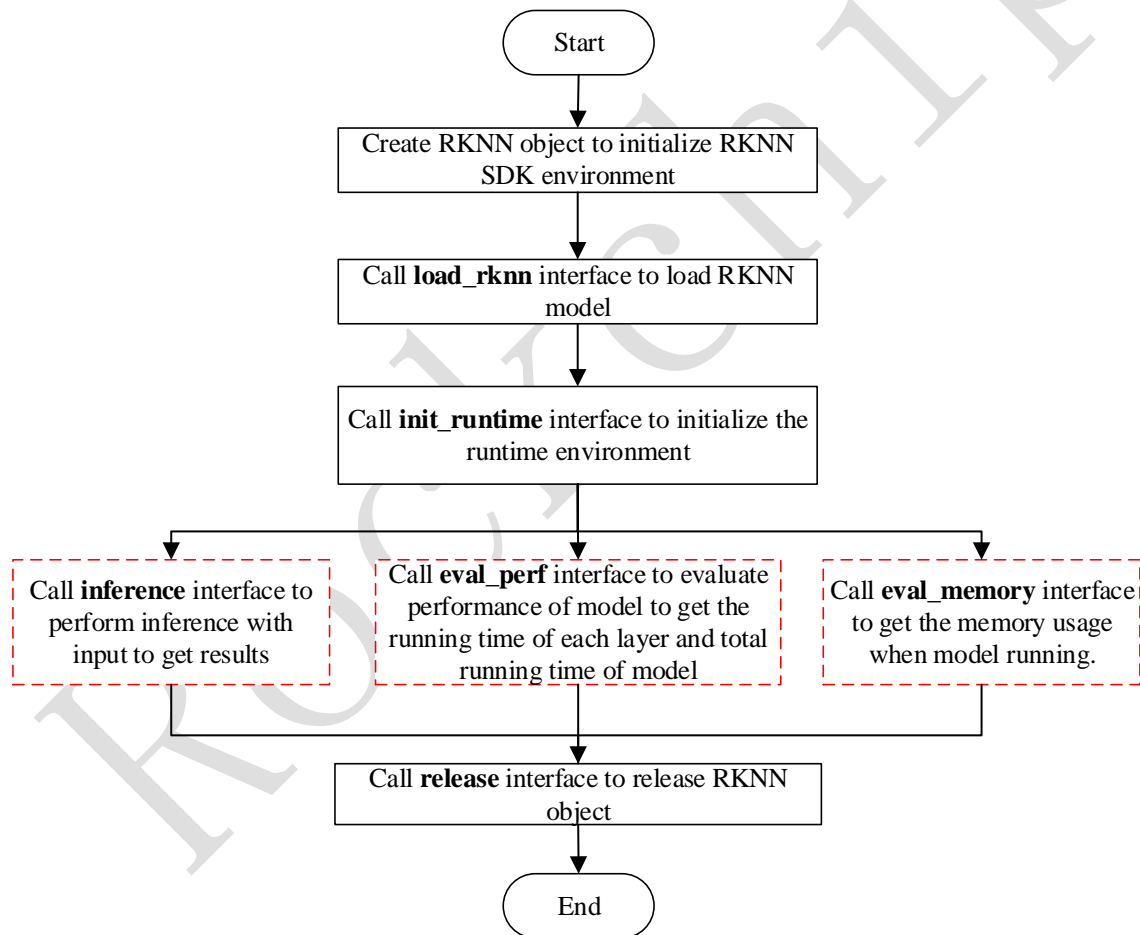 Start
Create RKNN object to initialize RKNN
SDK environment
Call load_rknn interface to load RKNN
model
Call init_runtime interface to initialize the
runtime environment
Call inference interface to
perform inference with
input to get results
Call eval_perf interface to evaluate
performance of model to get the
running time of each layer and total
running time of model
Call eval_memory interface
to get the memory usage
when model running.
Call release interface to release RKNN
object
End
Rockchip